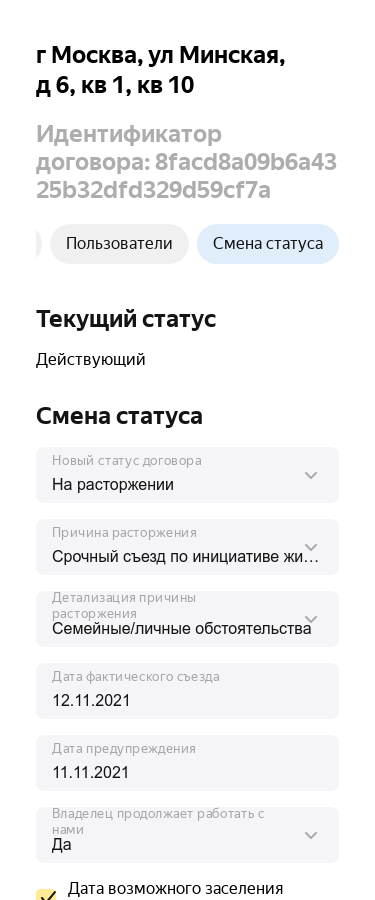 г Москва, ул Минская,
д 6, кв 1, кв 10
Идентификатор
договора: 8facd8a09b6a43
25b32dfd329d59cf7a
Пользователи
Смена статуса
Текущий статус
Действующий
Смена статуса
Новый статус договора
На расторжении
Причина расторжения
Срочный съезд по инициативе жи...
Детализация причины
расторжения
Семейные/личные обстоятельства
Дата фактического съезда
12.11.2021
Дата предупреждения
11.11.2021
Владелец продолжает работать с
нами
Да
Дата возможного заселения